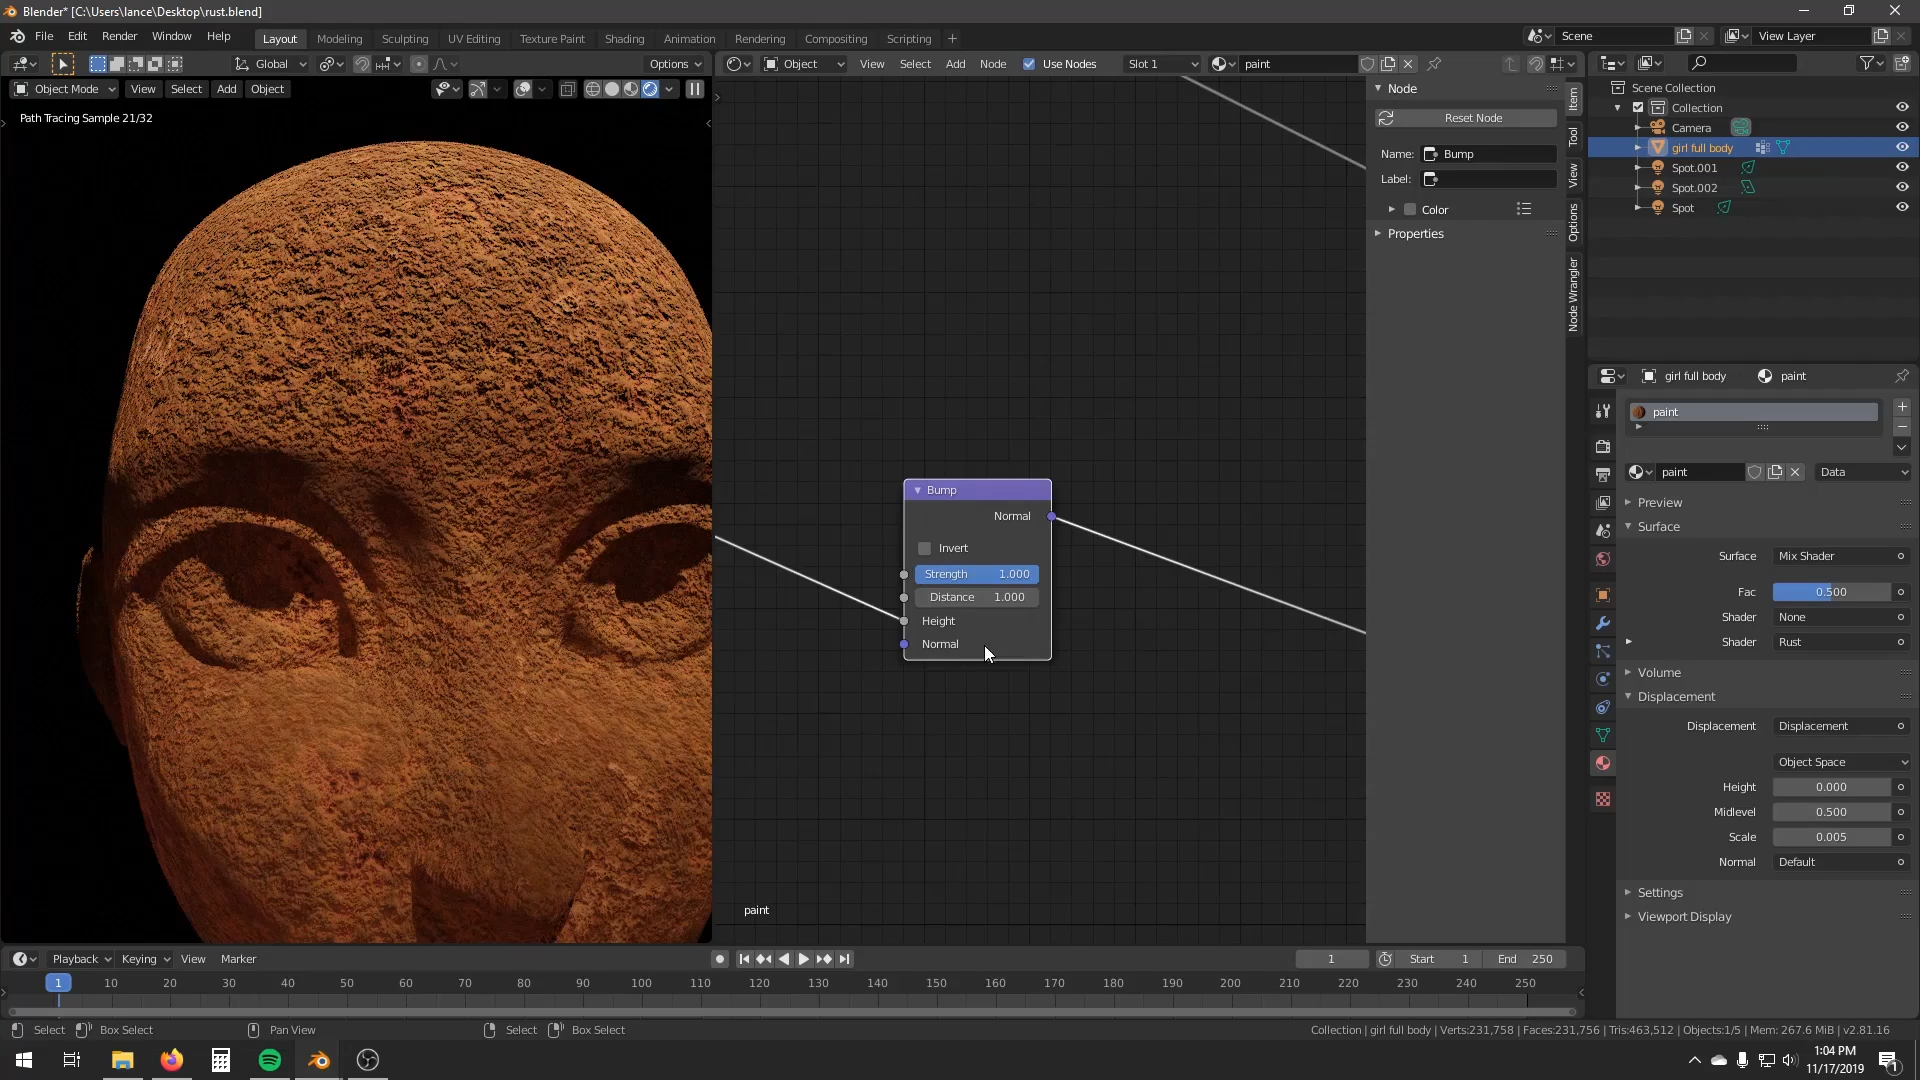 Blender* [C:\Users\lance\Desktop\rust.blend]
File Edit Render Window Help
Layout Modeling Sculpting UV Editing Texture Paint Shading Animation Rendering Compositing Scripting
Scene
View Layer
Global
Options
Object View Select Add Node Use Nodes Slot 1 paint
Object Mode View Select Add Object
Path Tracing Sample 21/32
Node
Reset Node
Name: Bump
Label:
Color
Properties
Item
Tool
View
Options
Node Wrangler
Bump
Normal
Invert
Strength 1.000
Distance 1.000
Height
Normal
paint
Scene Collection
Collection
Camera
girl full body
Spot.001
Spot.002
Spot
girl full body paint
paint
paint Data
Preview
Surface
Surface Mix Shader
Fac 0.500
Shader None
Shader Rust
Volume
Displacement
Displacement Displacement
Object Space
Height 0.000
Midlevel 0.500
Scale 0.005
Normal Default
Settings
Viewport Display
Playback Keying View Marker
1 Start 1 End 250
1 10 20 30 40 50 60 70 80 90 100 110 120 130 140 150 160 170 180 190 200 210 220 230 240 250
Select Box Select Pan View Select Box Select
Collection | girl full body | Verts:231,758 | Faces:231,756 | Tris:463,512 | Objects:1/5 | Mem: 267.6 MiB | v2.81.16
1:04 PM
11/17/2019
1